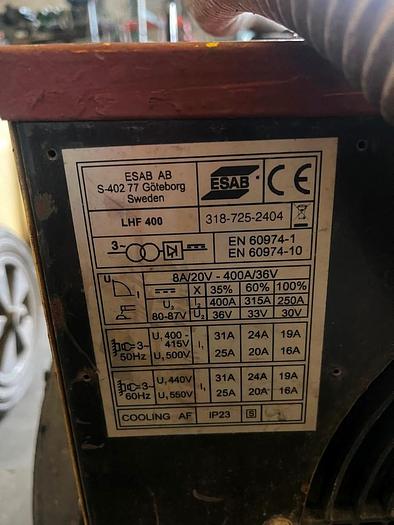 ESAB AB
S-402 77 Göteborg
Sweden
ESAB
CE
LHF 400
318-725-2404
3~
EN 60974-1
EN 60974-10
U
I
8A/20V - 400A/36V
X 35% 60% 100%
I₂ 400A 315A 250A
80-87V U₂ 36V 33V 30V
3~ 50Hz
U₁ 400-415V I₁ 31A 24A 19A
U₁ 500V 25A 20A 16A
3~ 60Hz
U₁ 440V I₁ 31A 24A 19A
U₁ 550V 25A 20A 16A
COOLING AF IP23 S